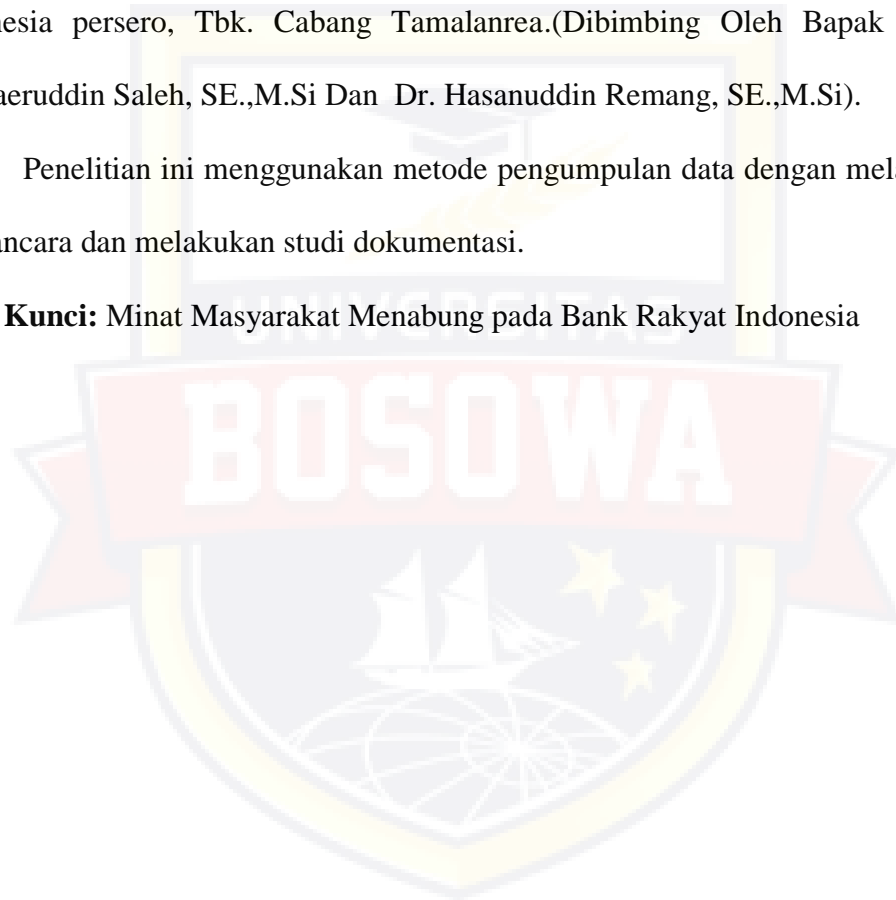 nesia persero, Tbk. Cabang Tamalanrea.(Dibimbing Oleh Bapak
aeruddin Saleh, SE.,M.Si Dan Dr. Hasanuddin Remang, SE.,M.Si).
Penelitian ini menggunakan metode pengumpulan data dengan mela
ancara dan melakukan studi dokumentasi.
Kunci: Minat Masyarakat Menabung pada Bank Rakyat Indonesia
UNIVERSITAS
BOSOWA